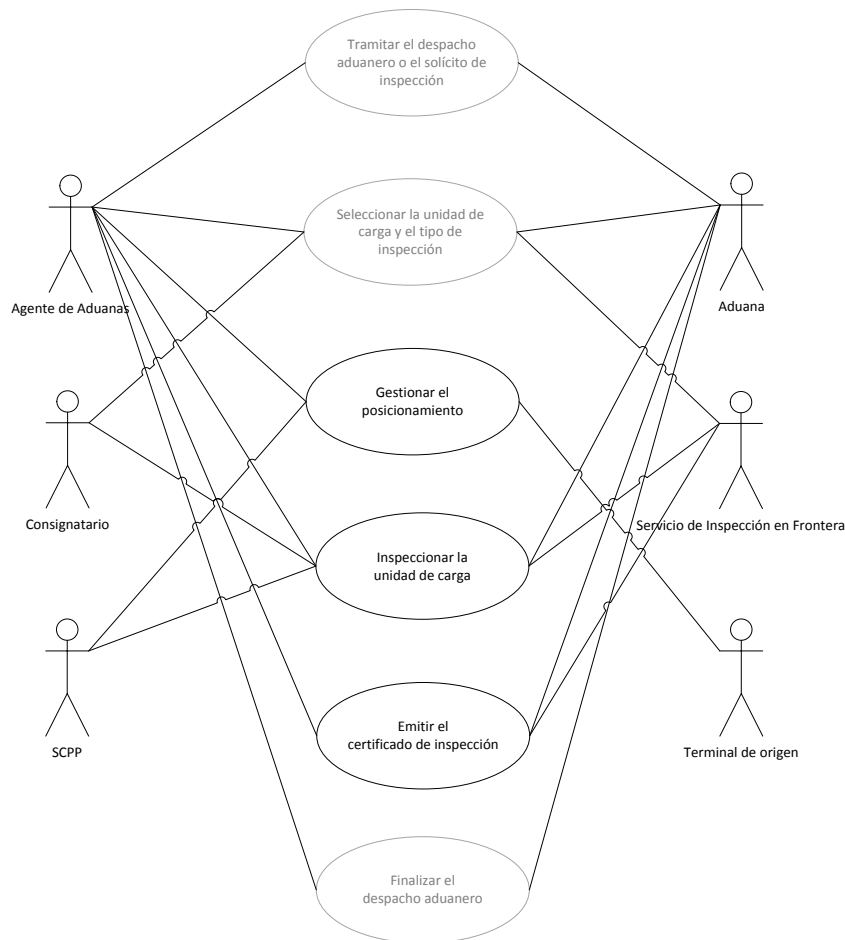 Tramitar el despacho
aduanero o el solícito de
inspección
Seleccionar la unidad de
carga y el tipo de
inspección
Agente de Aduanas
Aduana
Gestionar el
posicionamiento
Consignatario
Servicio de Inspección en Frontera
Inspeccionar la
unidad de carga
SCPP
Terminal de origen
Emitir el
certificado de inspección
Finalizar el
despacho aduanero